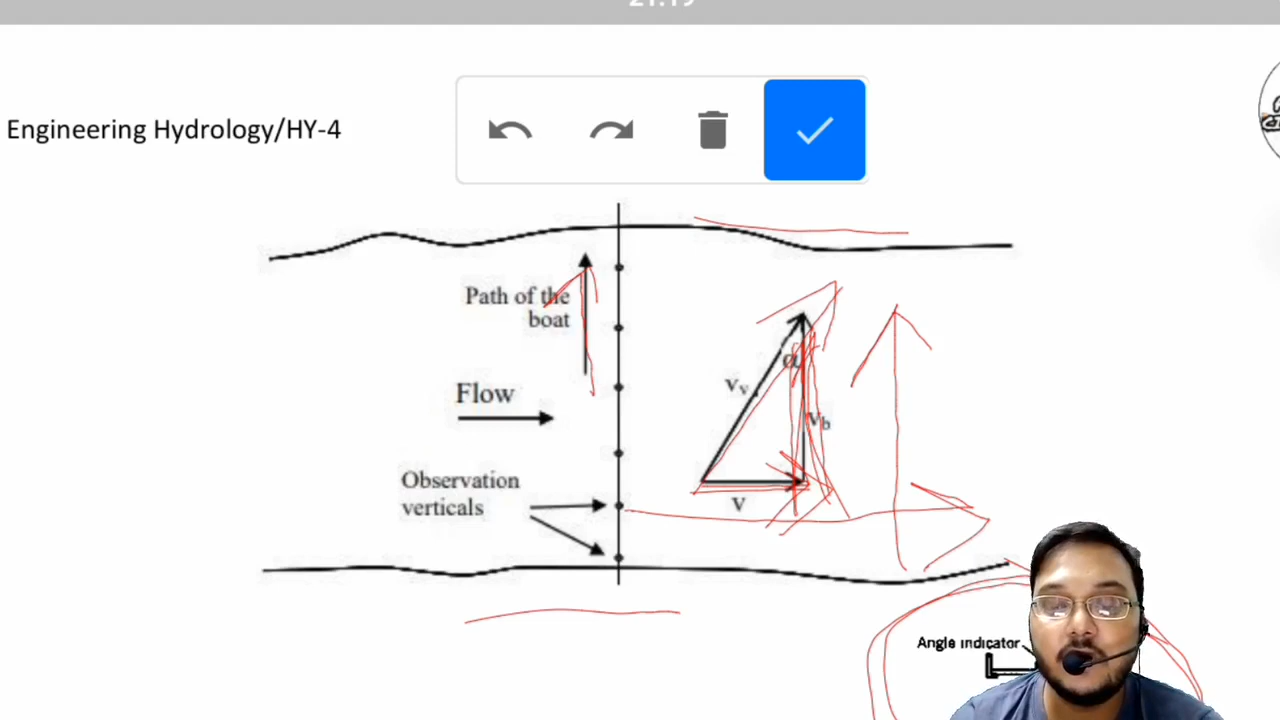 Engineering Hydrology/HY-4
Path of the
boat
Flow
Observation
verticals
α
Vv
Vb
V
Angle indicator